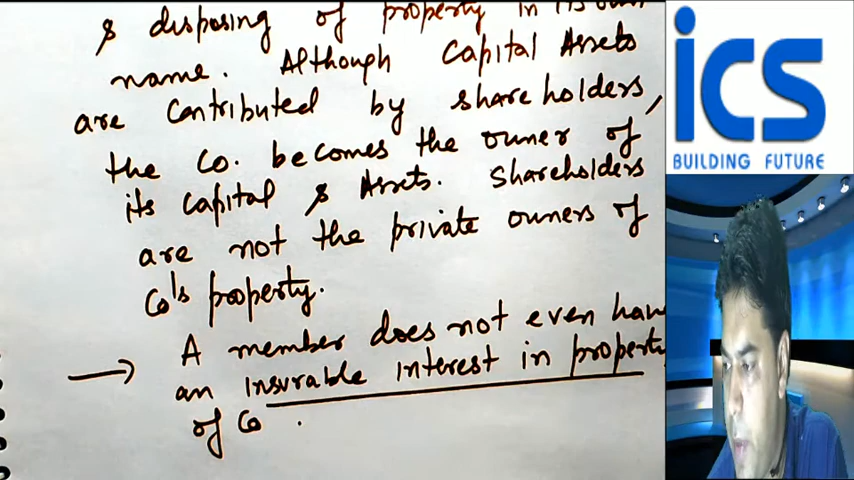 & disposing of property in its own
name. Although Capital Assets
are contributed by shareholders,
the Co. becomes the owner of
its capital & Assets. Shareholders
are not the private owners of
Co's property.
→ A member does not even have
an insurable interest in property
of Co.
ics
BUILDING FUTURE